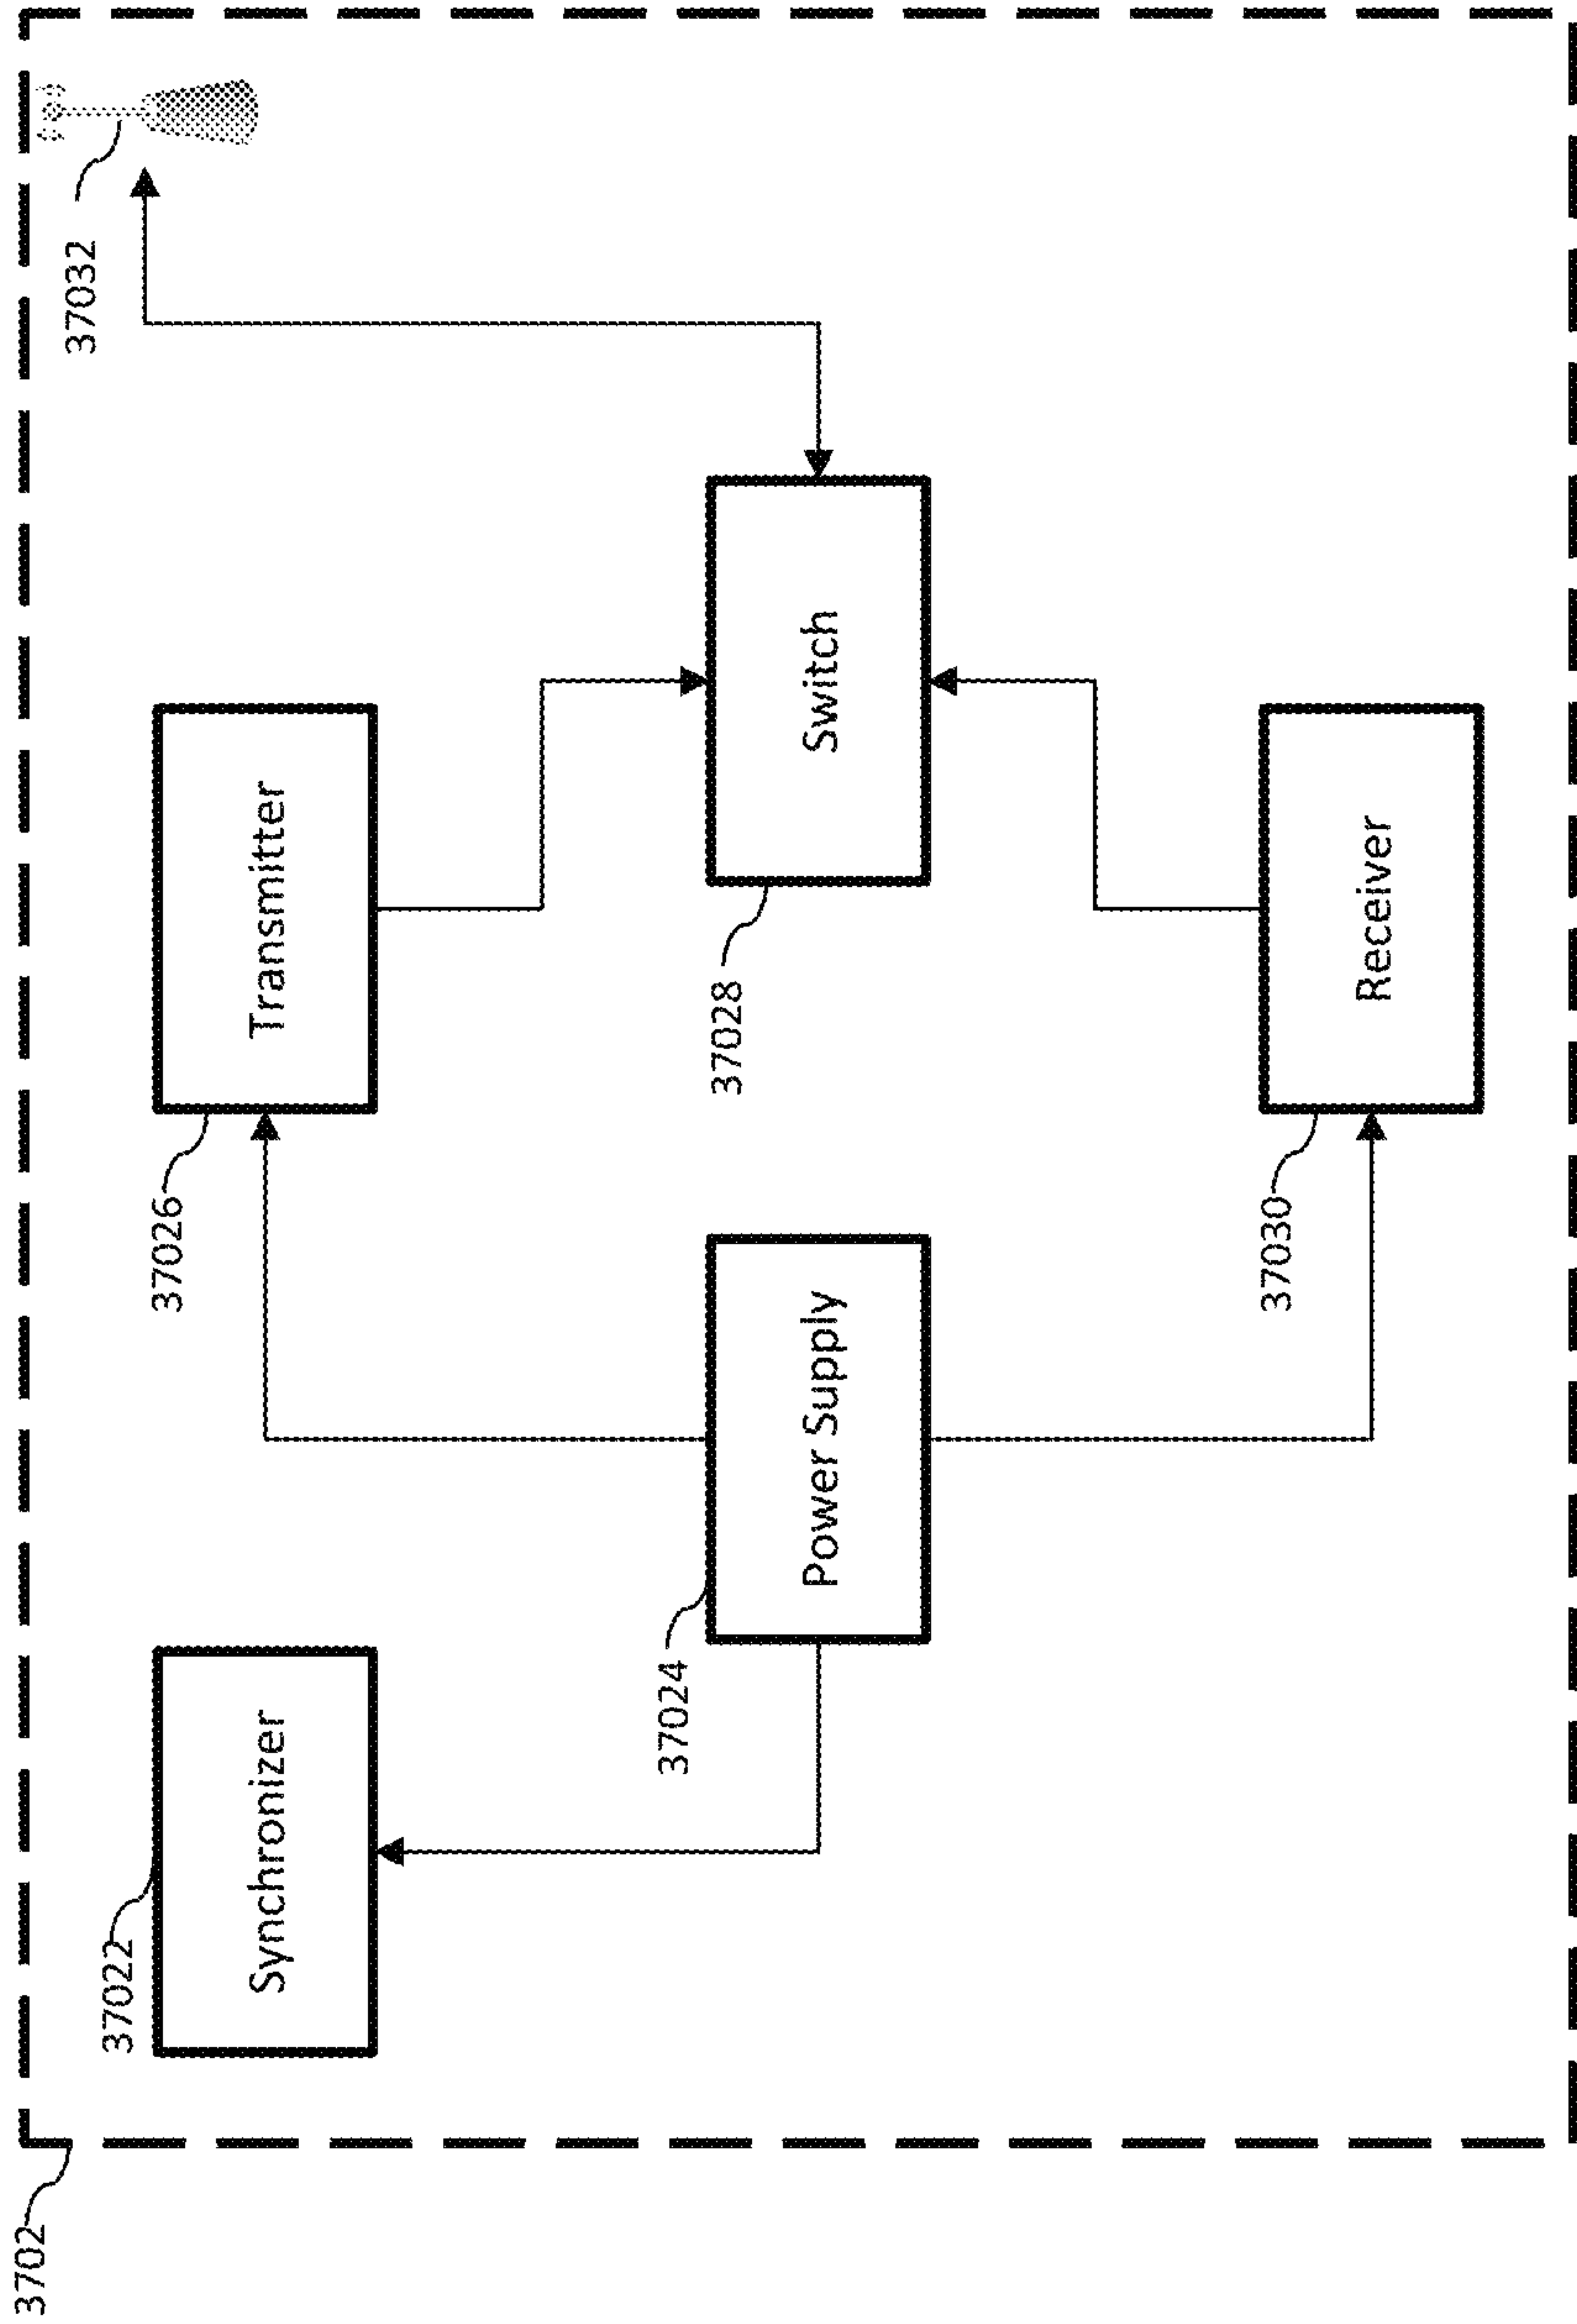 3702
37022
Synchronizer
37026
Transmitter
37032
37024
Power Supply
37028
Switch
37030
Receiver